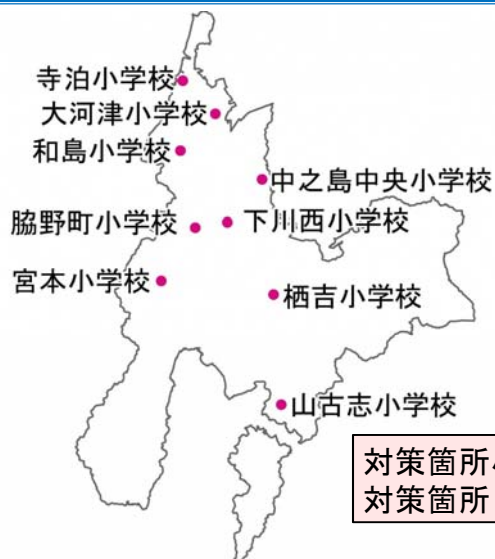 寺泊小学校
大河津小学校
和島小学校
中之島中央小学校
脇野町小学校
下川西小学校
宮本小学校
栖吉小学校
山古志小学校
対策箇所
対策箇所